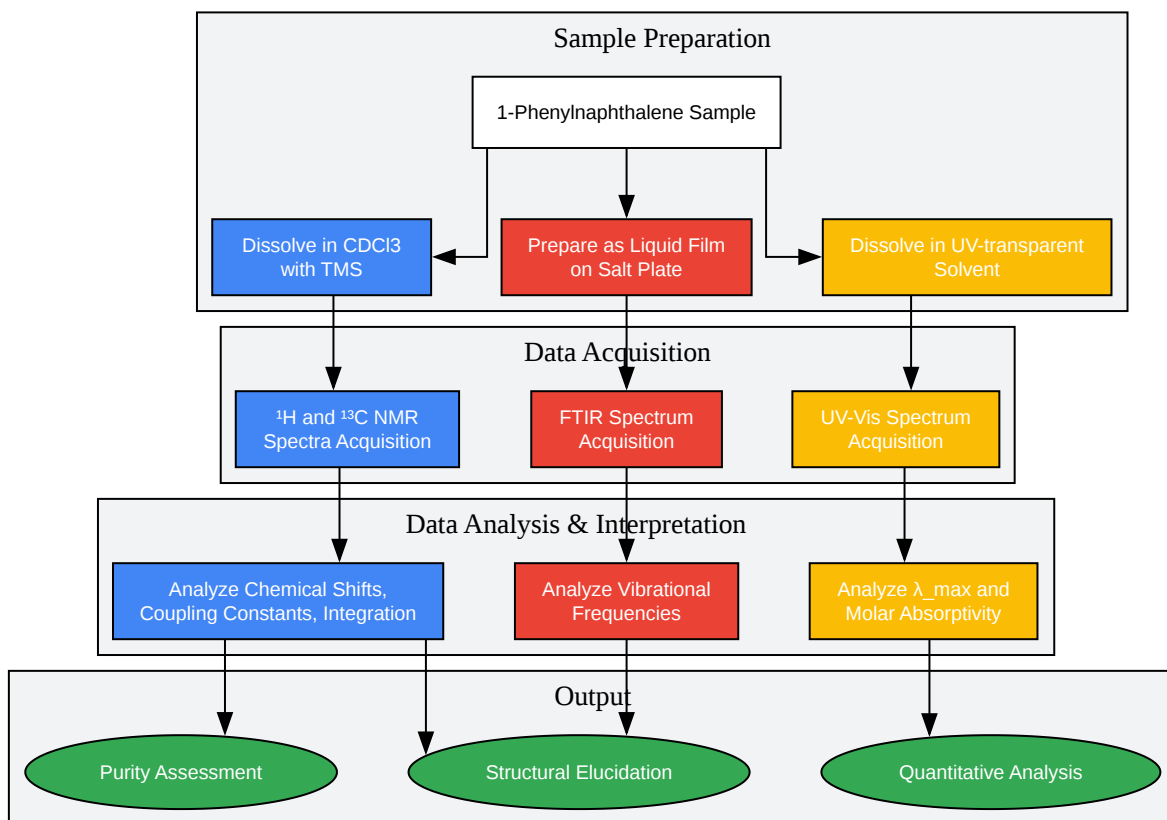 Sample Preparation
1-Phenylnaphthalene Sample
Dissolve in CDCl3
with TMS
Prepare as Liquid Film
on Salt Plate
Dissolve in UV-transparent
Solvent
Data Acquisition
¹H and ¹³C NMR
Spectra Acquisition
FTIR Spectrum
Acquisition
UV-Vis Spectrum
Acquisition
Data Analysis & Interpretation
Analyze Chemical Shifts,
Coupling Constants, Integration
Analyze Vibrational
Frequencies
Analyze λ_max and
Molar Absorptivity
Output
Purity Assessment
Structural Elucidation
Quantitative Analysis